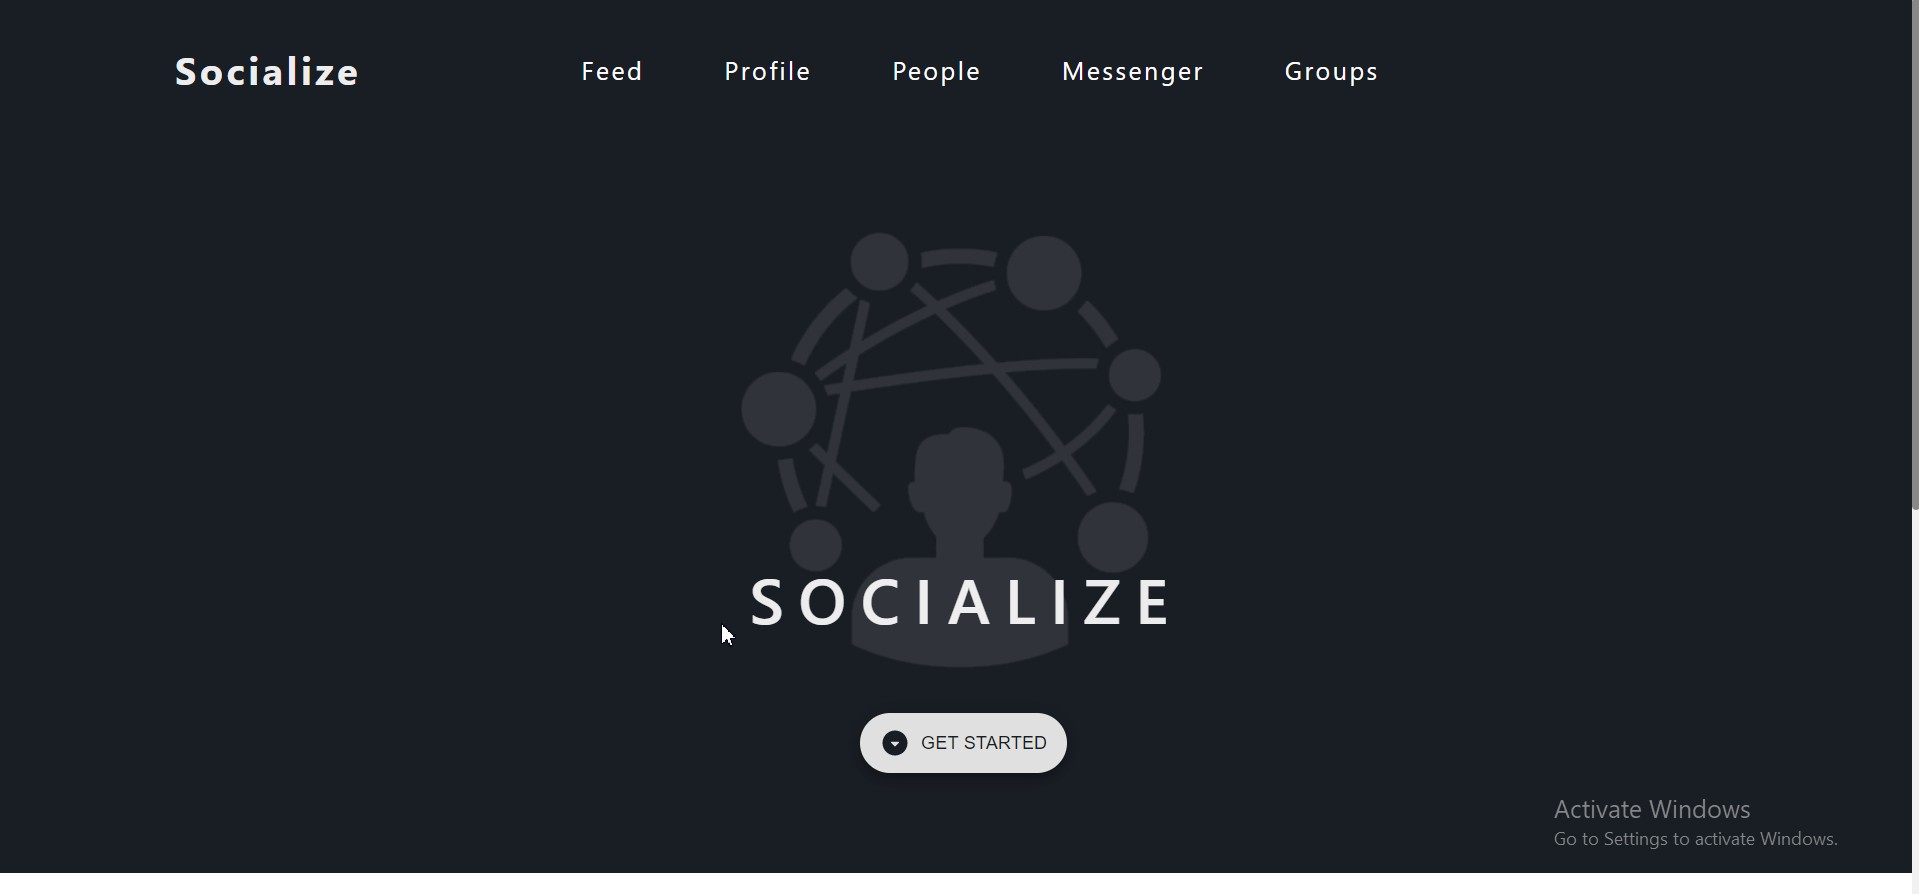 Socialize
Feed Profile People Messenger Groups
SOCIALIZE
GET STARTED
Activate Windows
Go to Settings to activate Windows.